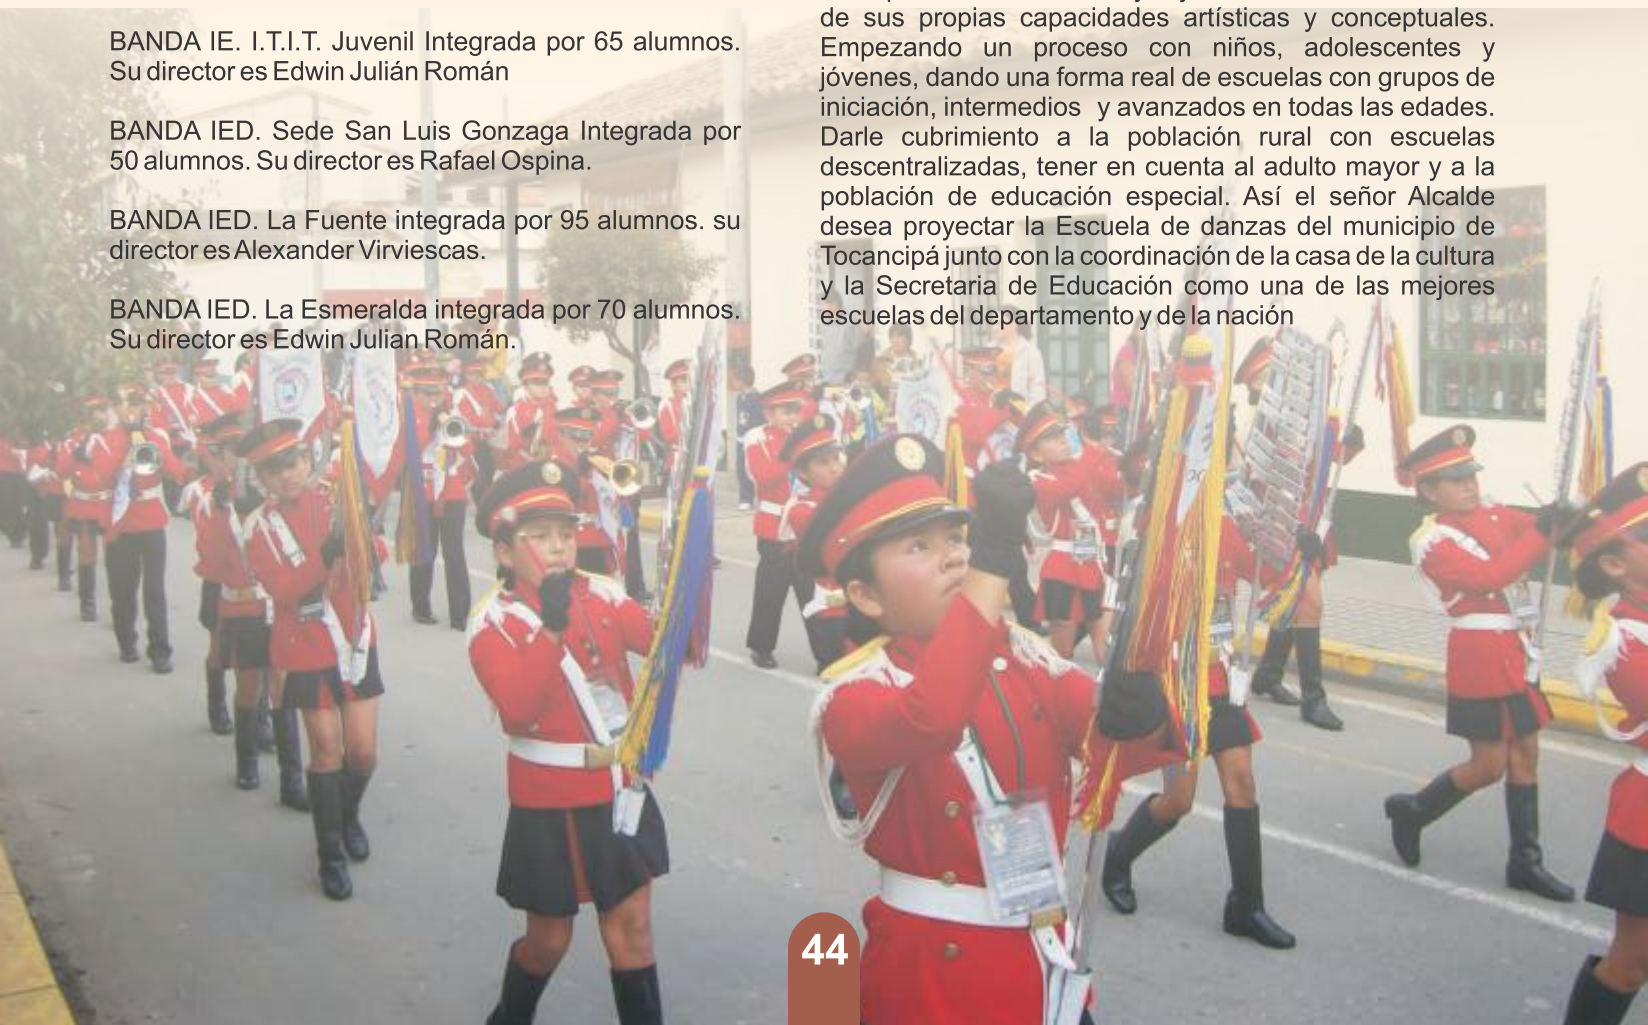 BANDA IE. I.T.I.T. Juvenil Integrada por 65 alumnos.
Su director es Edwin Julián Román
BANDA IED. Sede San Luis Gonzaga Integrada por
50 alumnos. Su director es Rafael Ospina.
BANDA IED. La Fuente integrada por 95 alumnos. su
director es Alexander Virviescas.
BANDA IED. La Esmeralda integrada por 70 alumnos.
Su director es Edwin Julian Román.
de sus propias capacidades artísticas y conceptuales.
Empezando un proceso con niños, adolescentes y
jóvenes, dando una forma real de escuelas con grupos de
iniciación, intermedios y avanzados en todas las edades.
Darle cubrimiento a la población rural con escuelas
descentralizadas, tener en cuenta al adulto mayor y a la
población de educación especial. Así el señor Alcalde
desea proyectar la Escuela de danzas del municipio de
Tocancipá junto con la coordinación de la casa de la cultura
y la Secretaria de Educación como una de las mejores
escuelas del departamento y de la nación
44